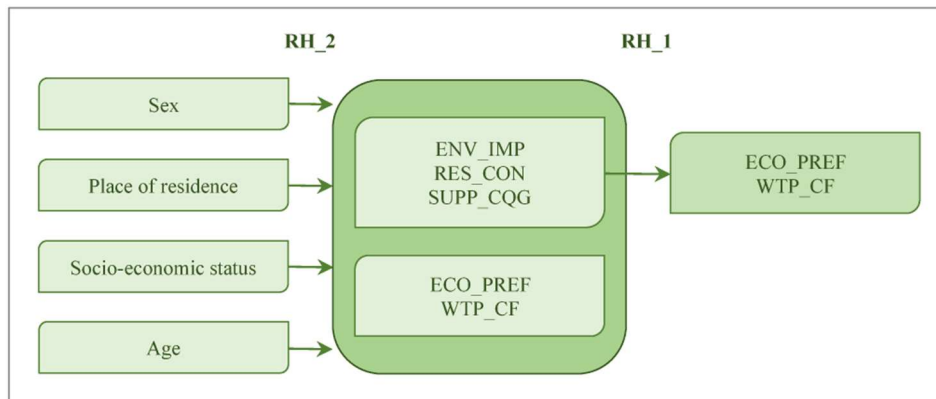 RH_2
RH_1
Sex
Place of residence
Socio-economic status
Age
ENV_IMP
RES_CON
SUPP_CQG
ECO_PREF
WTP_CF
ECO_PREF
WTP_CF